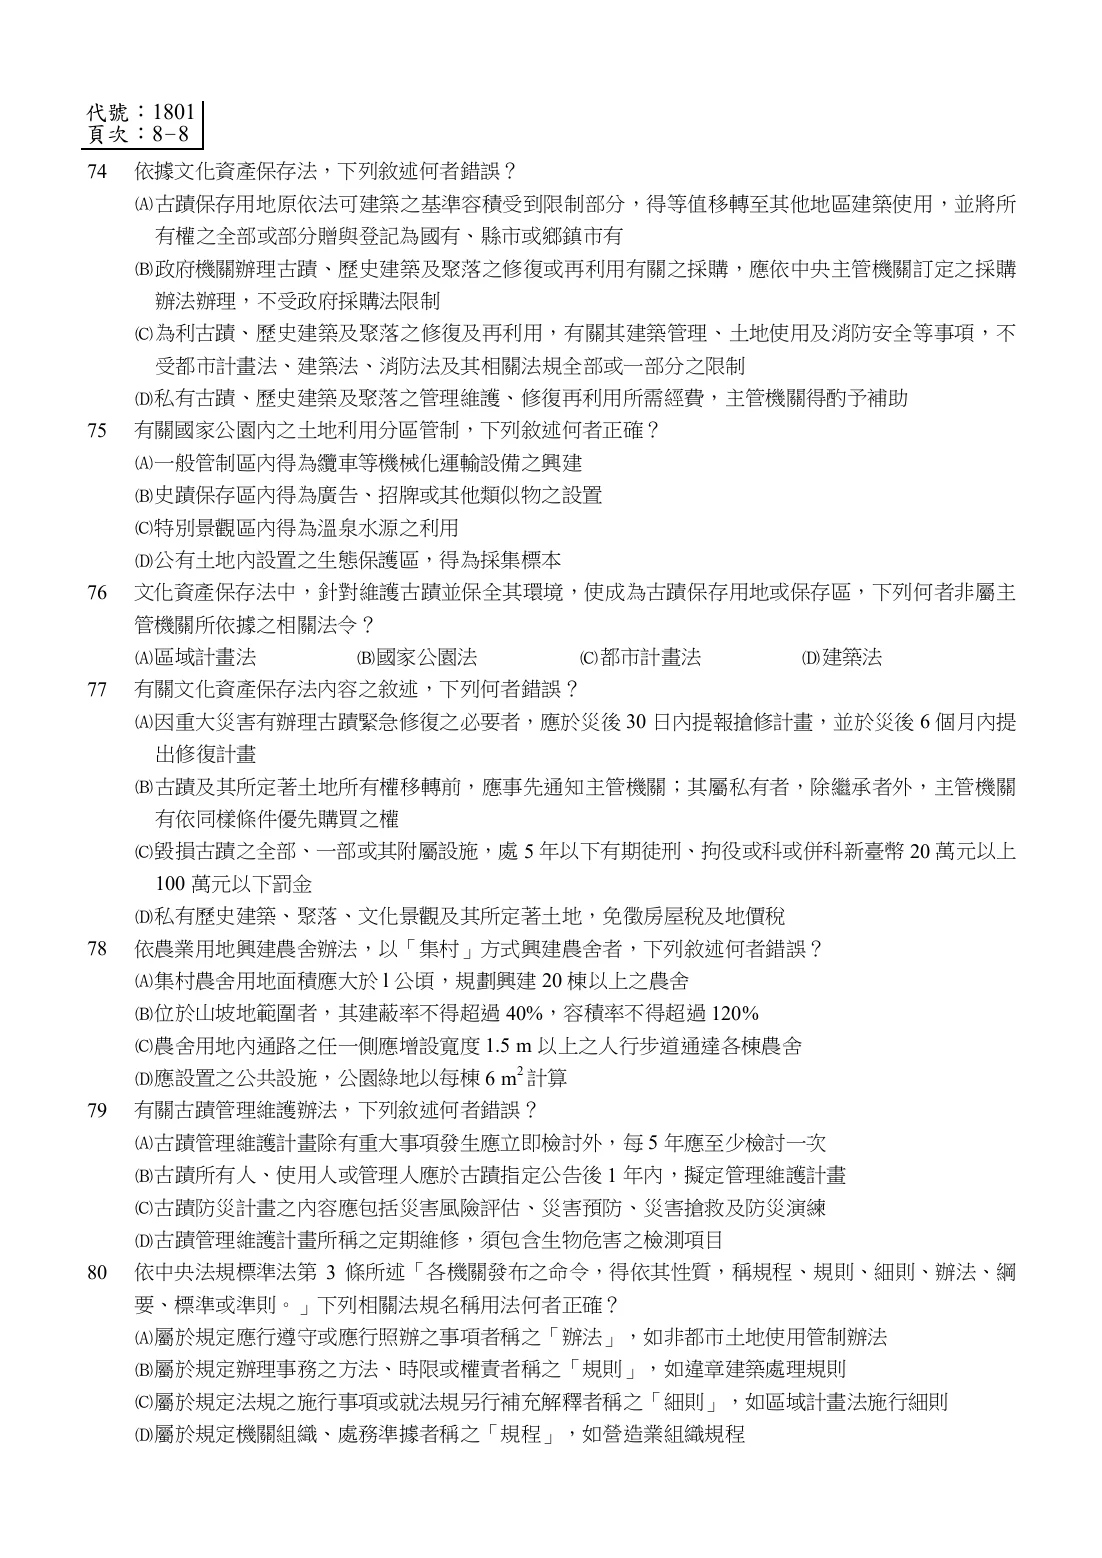 代號：1801
頁次：8－8
74 依據文化資產保存法，下列敘述何者錯誤？
(A)古蹟保存用地原依法可建築之基準容積受到限制部分，得等值移轉至其他地區建築使用，並將所
有權之全部或部分贈與登記為國有、縣市或鄉鎮市有
(B)政府機關辦理古蹟、歷史建築及聚落之修復或再利用有關之採購，應依中央主管機關訂定之採購
辦法辦理，不受政府採購法限制
(C)為利古蹟、歷史建築及聚落之修復及再利用，有關其建築管理、土地使用及消防安全等事項，不
受都市計畫法、建築法、消防法及其相關法規全部或一部分之限制
(D)私有古蹟、歷史建築及聚落之管理維護、修復再利用所需經費，主管機關得酌予補助
75 有關國家公園內之土地利用分區管制，下列敘述何者正確？
(A)一般管制區內得為纜車等機械化運輸設備之興建
(B)史蹟保存區內得為廣告、招牌或其他類似物之設置
(C)特別景觀區內得為溫泉水源之利用
(D)公有土地內設置之生態保護區，得為採集標本
76 文化資產保存法中，針對維護古蹟並保全其環境，使成為古蹟保存用地或保存區，下列何者非屬主
管機關所依據之相關法令？
(A)區域計畫法 (B)國家公園法 (C)都市計畫法 (D)建築法
77 有關文化資產保存法內容之敘述，下列何者錯誤？
(A)因重大災害有辦理古蹟緊急修復之必要者，應於災後 30 日內提報搶修計畫，並於災後 6 個月內提
出修復計畫
(B)古蹟及其所定著土地所有權移轉前，應事先通知主管機關；其屬私有者，除繼承者外，主管機關
有依同樣條件優先購買之權
(C)毀損古蹟之全部、一部或其附屬設施，處 5 年以下有期徒刑、拘役或科或併科新臺幣 20 萬元以上
100 萬元以下罰金
(D)私有歷史建築、聚落、文化景觀及其所定著土地，免徵房屋稅及地價稅
78 依農業用地興建農舍辦法，以「集村」方式興建農舍者，下列敘述何者錯誤？
(A)集村農舍用地面積應大於 l 公頃，規劃興建 20 棟以上之農舍
(B)位於山坡地範圍者，其建蔽率不得超過 40%，容積率不得超過 120%
(C)農舍用地內通路之任一側應增設寬度 1.5 m 以上之人行步道通達各棟農舍
(D)應設置之公共設施，公園綠地以每棟 6 m² 計算
79 有關古蹟管理維護辦法，下列敘述何者錯誤？
(A)古蹟管理維護計畫除有重大事項發生應立即檢討外，每 5 年應至少檢討一次
(B)古蹟所有人、使用人或管理人應於古蹟指定公告後 1 年內，擬定管理維護計畫
(C)古蹟防災計畫之內容應包括災害風險評估、災害預防、災害搶救及防災演練
(D)古蹟管理維護計畫所稱之定期維修，須包含生物危害之檢測項目
80 依中央法規標準法第 3 條所述「各機關發布之命令，得依其性質，稱規程、規則、細則、辦法、綱
要、標準或準則。」下列相關法規名稱用法何者正確？
(A)屬於規定應行遵守或應行照辦之事項者稱之「辦法」，如非都市土地使用管制辦法
(B)屬於規定辦理事務之方法、時限或權責者稱之「規則」，如違章建築處理規則
(C)屬於規定法規之施行事項或就法規另行補充解釋者稱之「細則」，如區域計畫法施行細則
(D)屬於規定機關組織、處務準據者稱之「規程」，如營造業組織規程